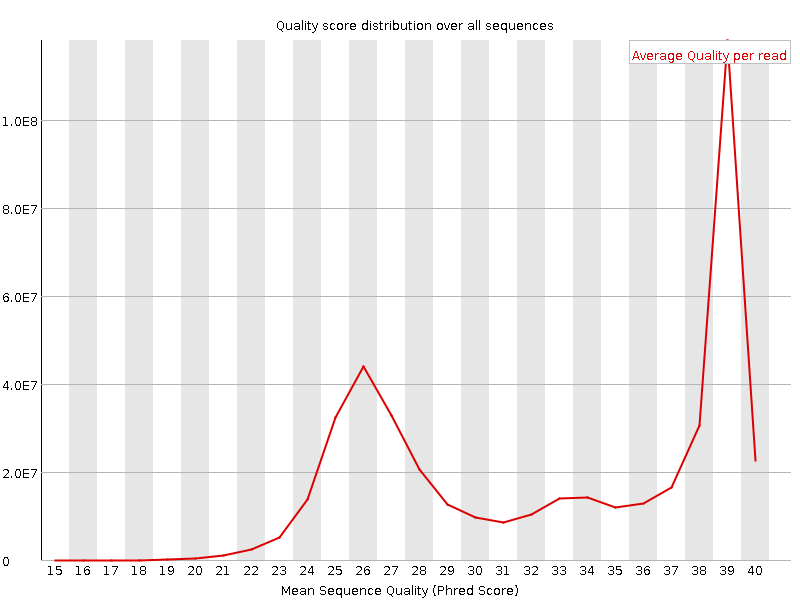 Quality score distribution over all sequences
Average Quality per read
1.0E8
8.0E7
6.0E7
4.0E7
2.0E7
0
15 16 17 18 19 20 21 22 23 24 25 26 27 28 29 30 31 32 33 34 35 36 37 38 39 40
Mean Sequence Quality (Phred Score)